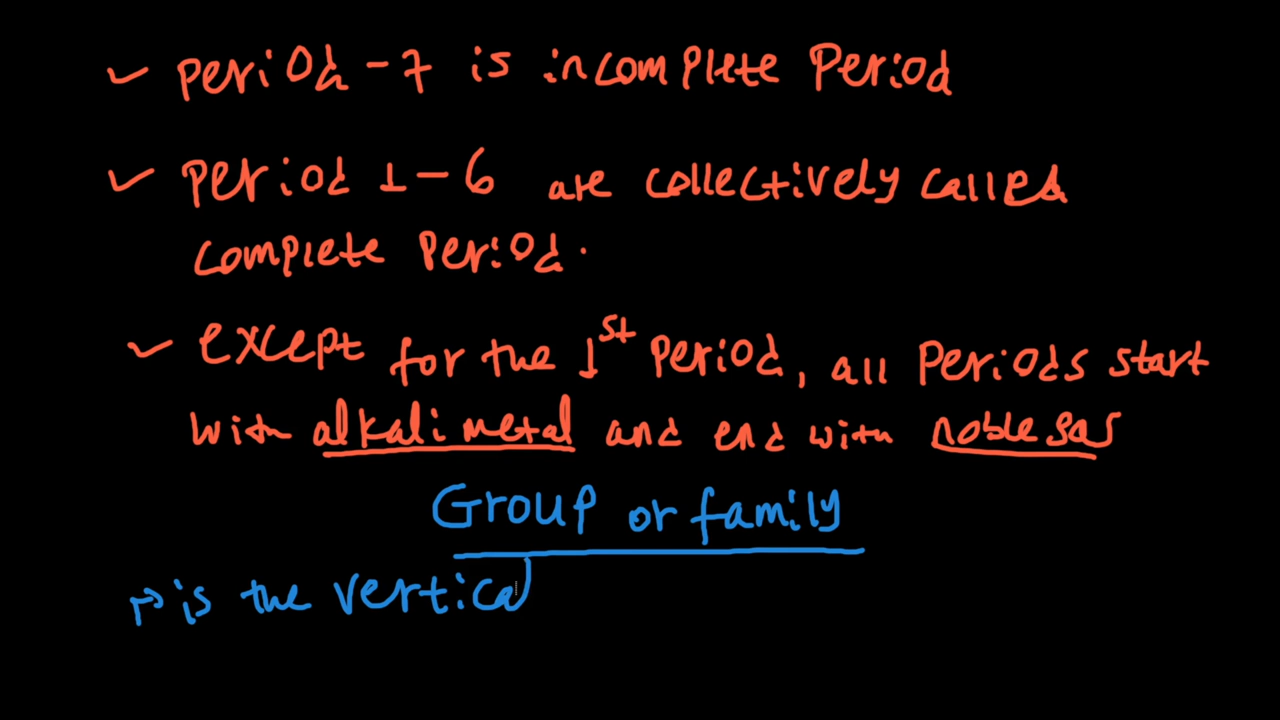 ✓ period - 7 is incomplete period
✓ period 1 - 6 are collectively called
complete period.
✓ except for the 1st period, all periods start
with alkali metal and end with noble gas
Group or family
↦ is the vertical